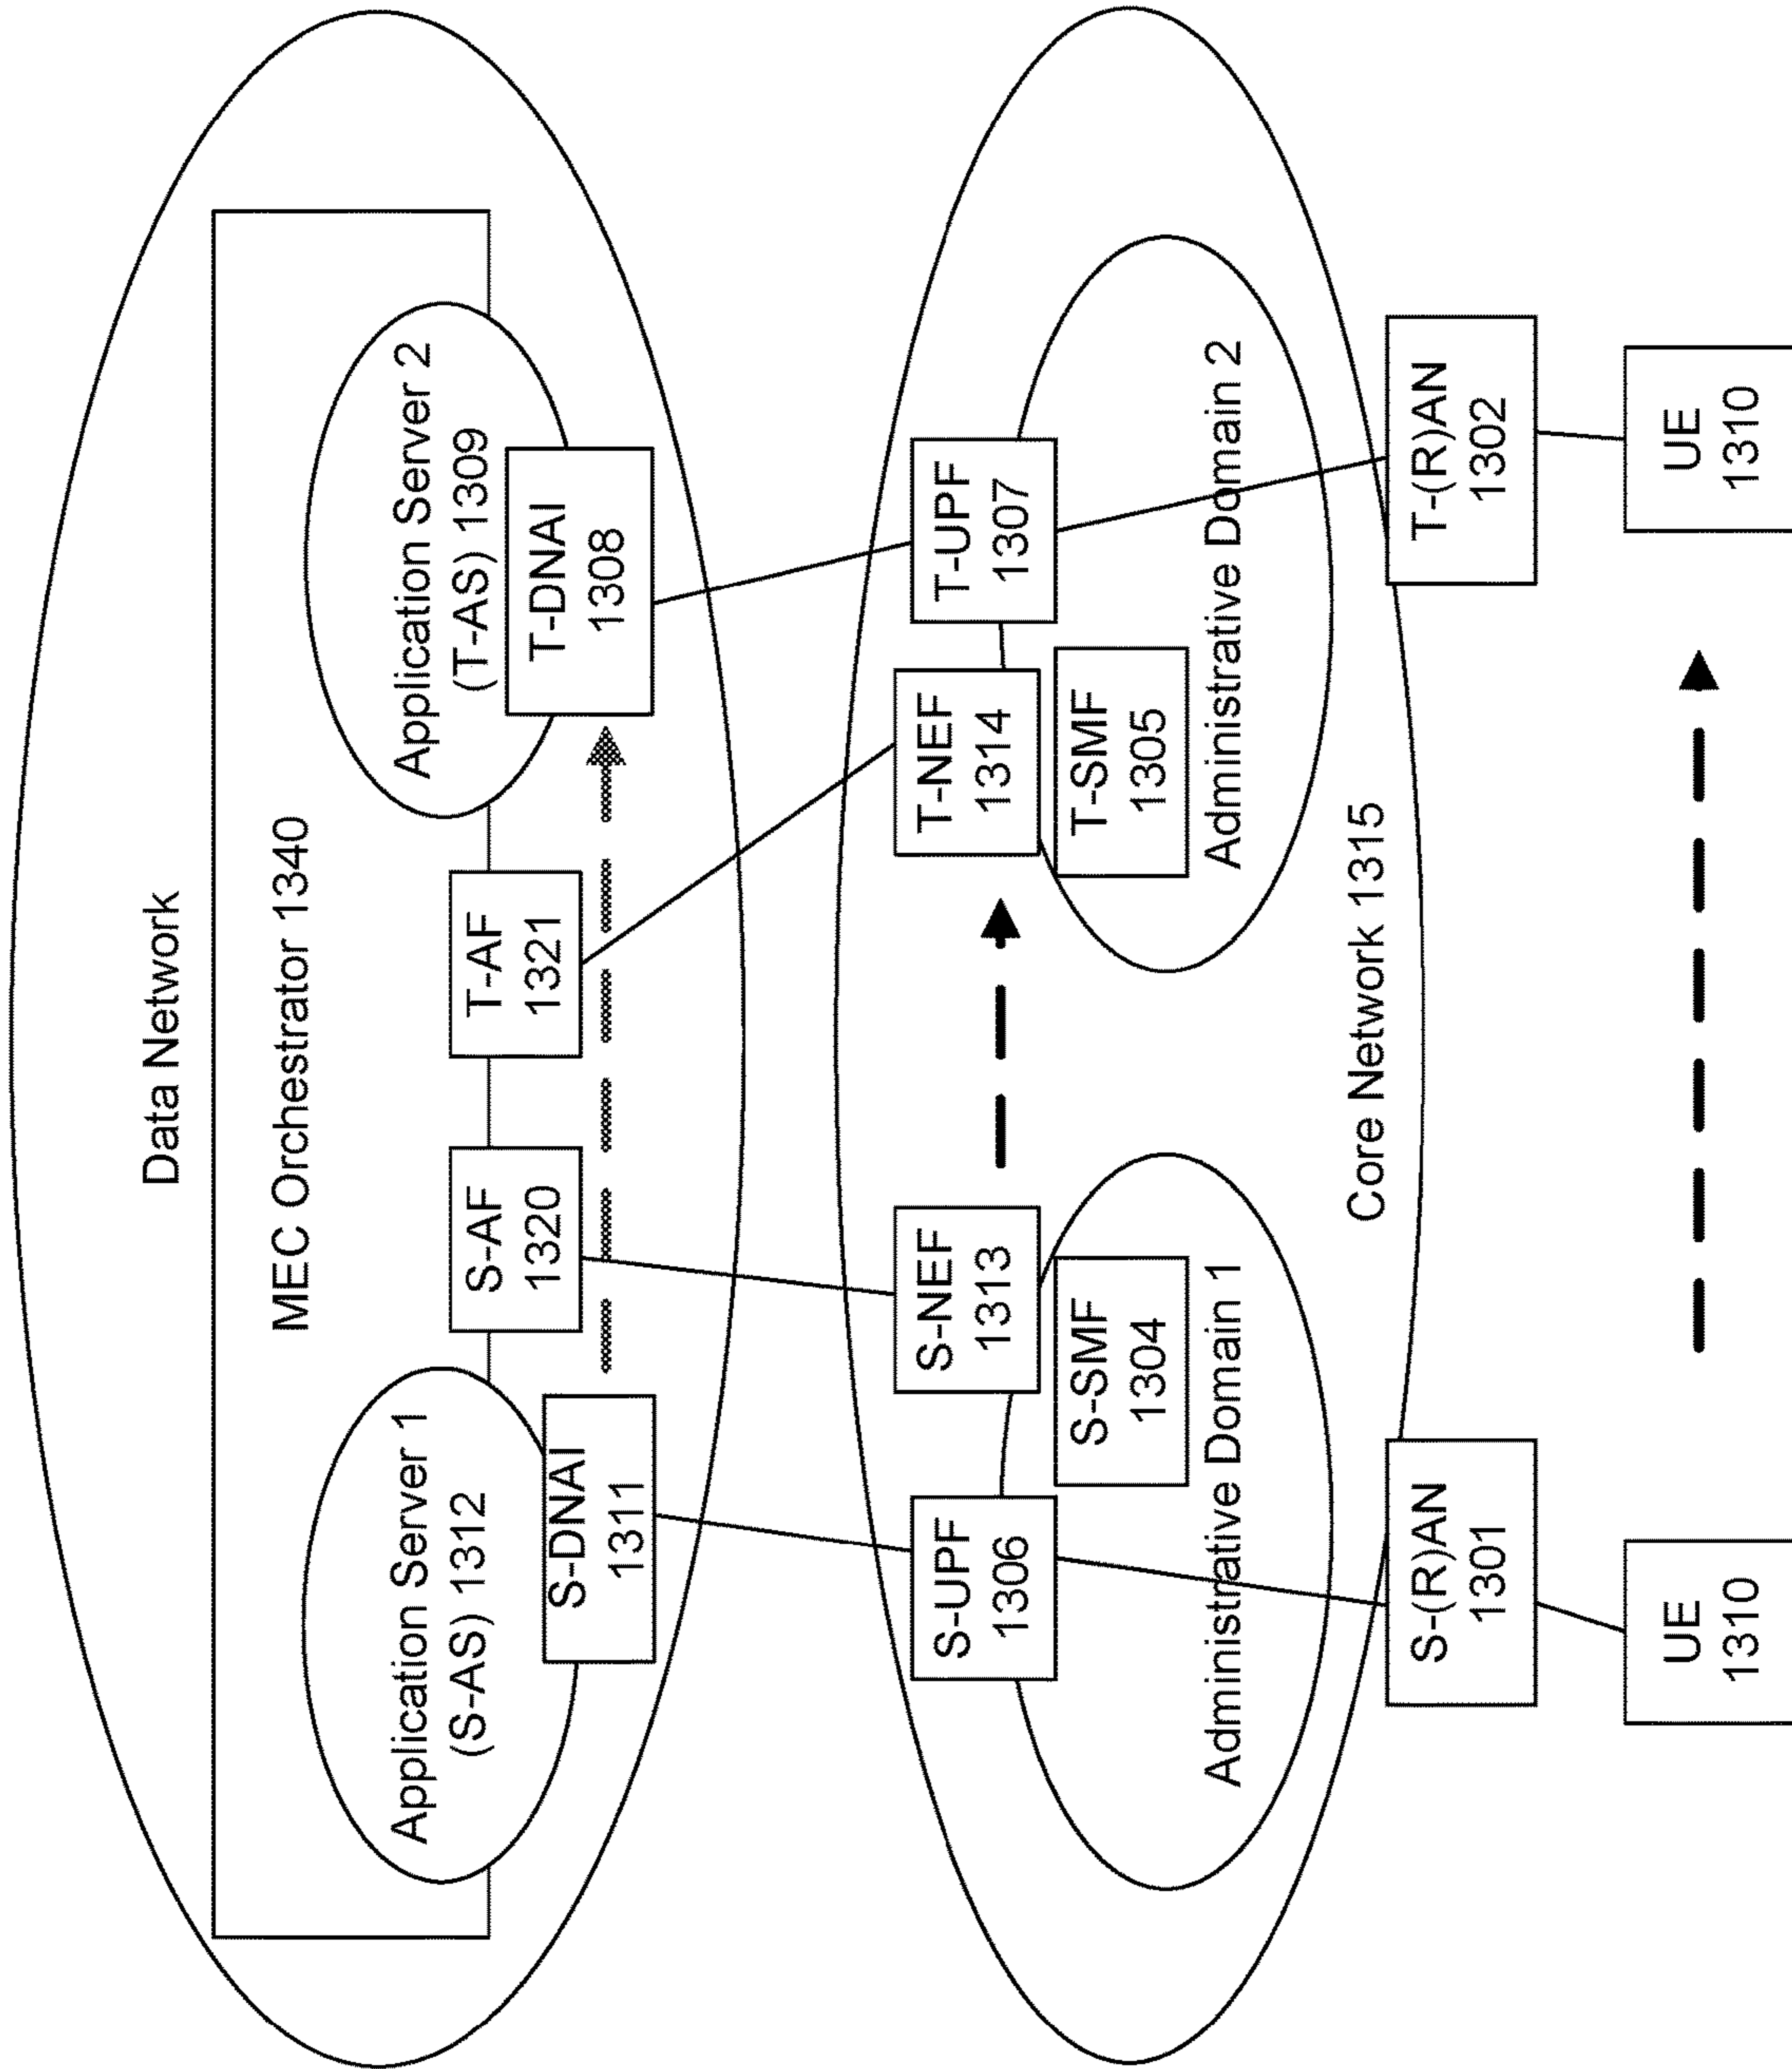 Data Network
MEC Orchestrator 1340
Application Server 1
(S-AS) 1312
S-DNAI
1311
S-AF
1320
T-AF
1321
Application Server 2
(T-AS) 1309
T-DNAI
1308
S-UPF
1306
S-NEF
1313
S-SMF
1304
Administrative Domain 1
T-NEF
1314
T-UPF
1307
T-SMF
1305
Administrative Domain 2
Core Network 1315
S-(R)AN
1301
T-(R)AN
1302
UE
1310
UE
1310